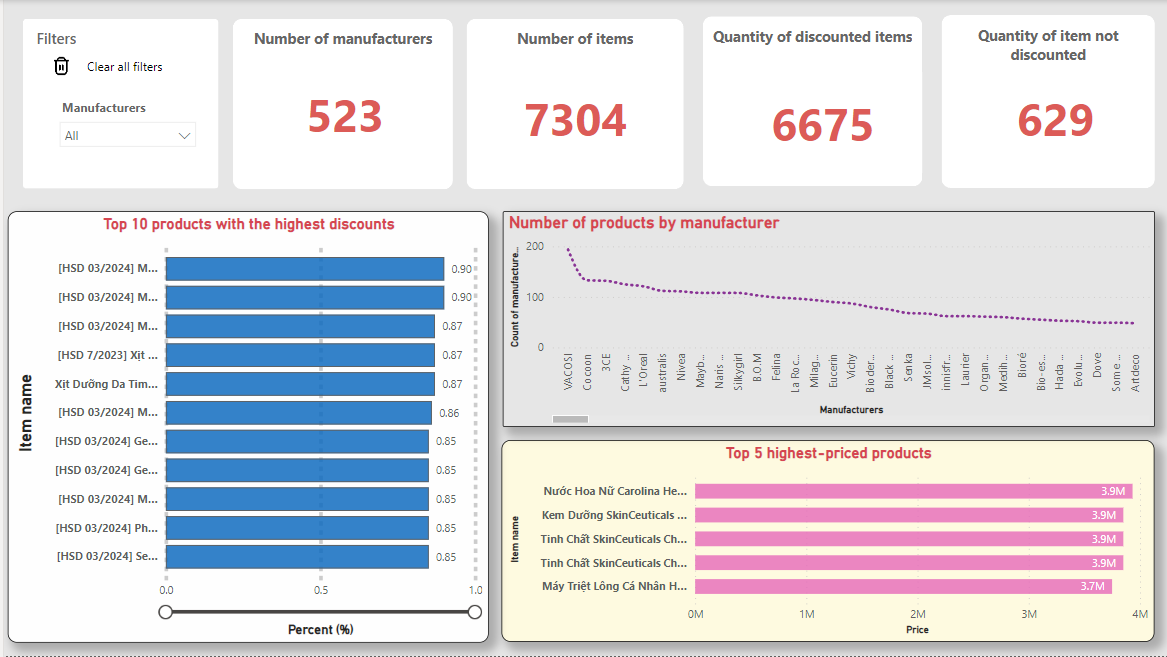 Filters
Clear all filters
Manufacturers
All
Number of manufacturers
523
Number of items
7304
Quantity of discounted items
6675
Quantity of item not
discounted
629
Top 10 products with the highest discounts
Item name
[HSD 03/2024] M...
0.90
[HSD 03/2024] M...
0.90
[HSD 03/2024] M...
0.87
[HSD 7/2023] Xịt ...
0.87
Xịt Dưỡng Da Tim...
0.87
[HSD 03/2024] M...
0.86
[HSD 03/2024] Ge...
0.85
[HSD 03/2024] Ge...
0.85
[HSD 03/2024] M...
0.85
[HSD 03/2024] Ph...
0.85
[HSD 03/2024] Se...
0.85
0.0
0.5
1.0
Percent (%)
Number of products by manufacturer
Count of manufacture...
200
100
0
VACOSI
Cocoon
3CE
Cathy ...
L'Oreal
australis
Nivea
Mayb...
Naris ...
Silkygirl
B.O.M
Felina
La Roc...
Milag...
Eucerin
Vichy
Bioder...
Black ...
Senka
JMsol...
innisfr...
Laurier
Organ...
Medih...
Bioré
Bio-es...
Hada ...
Evolu...
Dove
Some ...
Artdeco
Manufacturers
Top 5 highest-priced products
Item name
Nước Hoa Nữ Carolina He...
3.9M
Kem Dưỡng SkinCeuticals ...
3.9M
Tinh Chất SkinCeuticals Ch...
3.9M
Tinh Chất SkinCeuticals Ch...
3.9M
Máy Triệt Lông Cá Nhân H...
3.7M
0M
1M
2M
3M
4M
Price